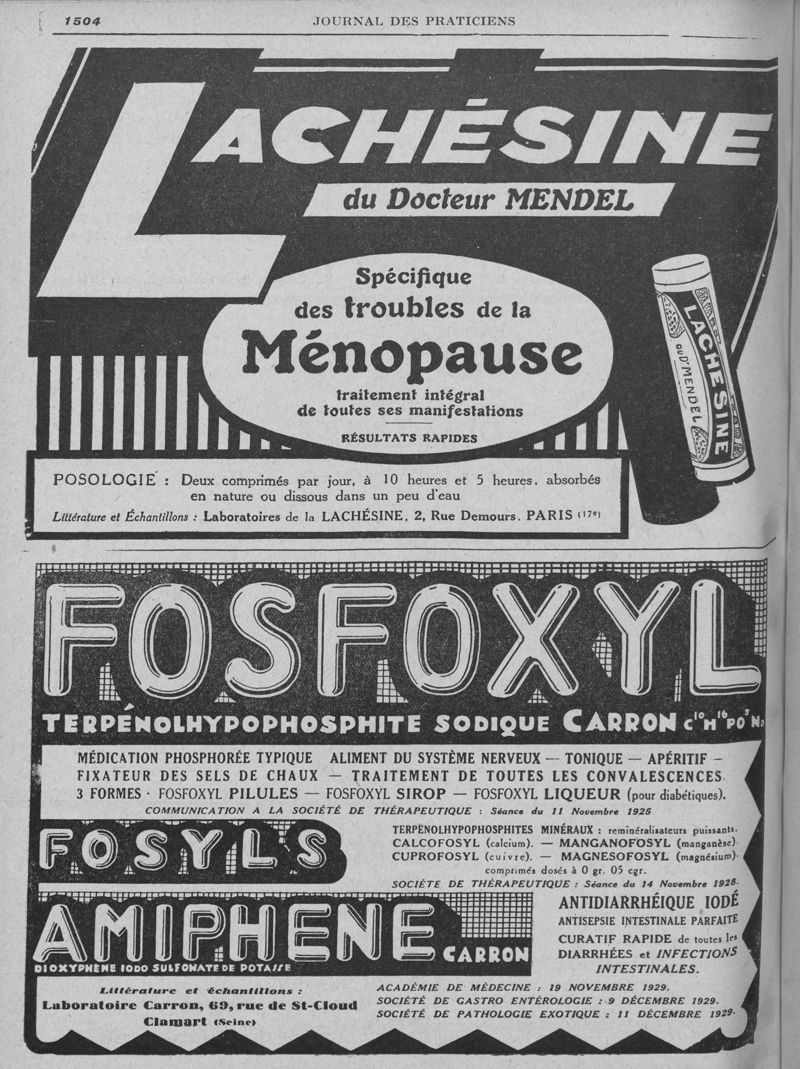 1504
JOURNAL DES PRATICIENS
LACHÉSINE
du Docteur MENDEL
Spécifique
des troubles de la
Ménopause
traitement intégral
de toutes ses manifestations
RÉSULTATS RAPIDES
LACHESINE
DU Dr MENDEL
POSOLOGIE : Deux comprimés par jour, à 10 heures et 5 heures, absorbés
en nature ou dissous dans un peu d'eau
Littérature et Échantillons : Laboratoires de la LACHÉSINE, 2, Rue Demours. PARIS (17e)
FOSFOXYL
TERPÉNOLHYPOPHOSPHITE SODIQUE CARRON C10H16PO3Na
MÉDICATION PHOSPHORÉE TYPIQUE ALIMENT DU SYSTÈME NERVEUX — TONIQUE — APÉRITIF —
FIXATEUR DES SELS DE CHAUX — TRAITEMENT DE TOUTES LES CONVALESCENCES.
3 FORMES · FOSFOXYL PILULES — FOSFOXYL SIROP — FOSFOXYL LIQUEUR (pour diabétiques).
COMMUNICATION A LA SOCIÉTÉ DE THÉRAPEUTIQUE : Séance du 11 Novembre 1925
FOSYLS
TERPÉNOLHYPOPHOSPHITES MINÉRAUX : reminéralisateurs puissants.
CALCOFOSYL (calcium). — MANGANOFOSYL (manganèse).
CUPROFOSYL (cuivre). — MAGNESOFOSYL (magnésium).
comprimés dosés à 0 gr. 05 cgr.
SOCIÉTE DE THÉRAPEUTIQUE : Séance du 14 Novembre 1928.
AMIPHENE
CARRON
DIOXYPHÉNE IODO SULFONATE DE POTASSE
ANTIDIARRHÉIQUE IODÉ
ANTISEPSIE INTESTINALE PARFAITE
CURATIF RAPIDE de toutes les
DIARRHÉES et INFECTIONS
INTESTINALES.
Littérature et échantillons :
Laboratoire Carron, 69, rue de St-Cloud
Clamart (Seine)
ACADÉMIE DE MÉDECINE : 19 NOVEMBRE 1929.
SOCIÉTÉ DE GASTRO ENTÉROLOGIE : 9 DÉCEMBRE 1929.
SOCIÉTÉ DE PATHOLOGIE EXOTIQUE : 11 DÉCEMBRE 1929.